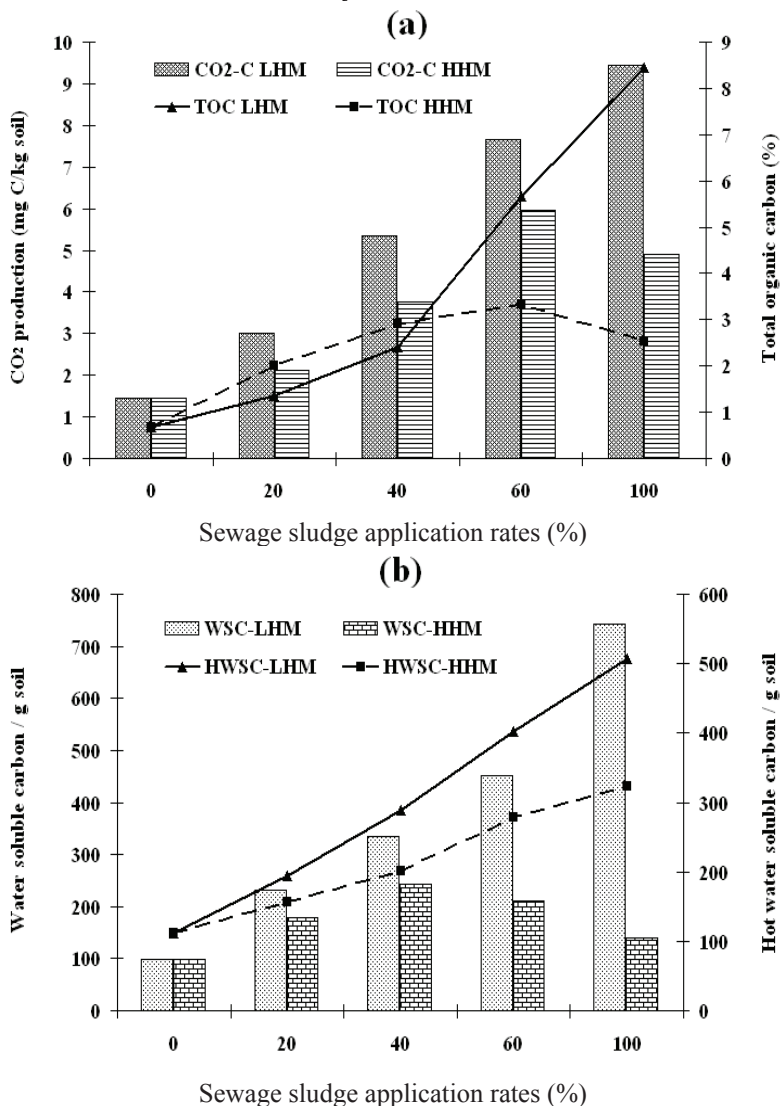 (a)
CO2-C LHM
CO2-C HHM
TOC LHM
TOC HHM
CO2 production (mg C/kg soil)
10
9
8
7
6
5
4
3
2
1
0
Total organic carbon (%)
9
8
7
6
5
4
3
2
1
0
0 20 40 60 100
Sewage sludge application rates (%)
(b)
WSC-LHM
WSC-HHM
HWSC-LHM
HWSC-HHM
Water soluble carbon / g soil
800
700
600
500
400
300
200
100
0
Hot water soluble carbon / g soil
600
500
400
300
200
100
0
0 20 40 60 100
Sewage sludge application rates (%)